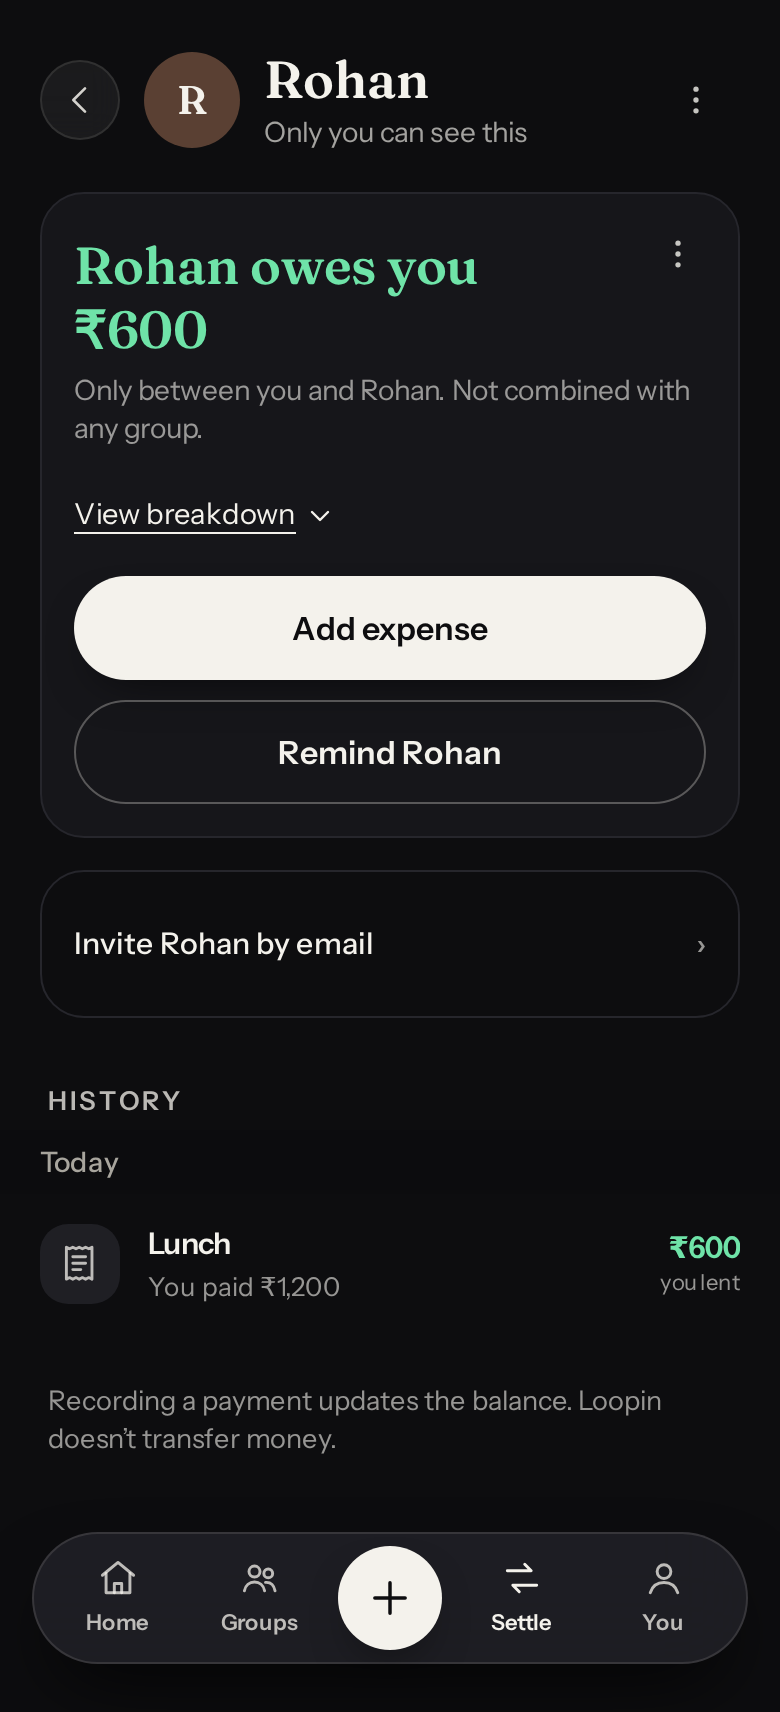 R
Rohan
Only you can see this
Rohan owes you
₹600
Only between you and Rohan. Not combined with
any group.
View breakdown
Add expense
Remind Rohan
Invite Rohan by email
HISTORY
Today
Lunch
₹600
You paid ₹1,200
you lent
Recording a payment updates the balance. Loopin
doesn’t transfer money.
Home
Groups
Settle
You